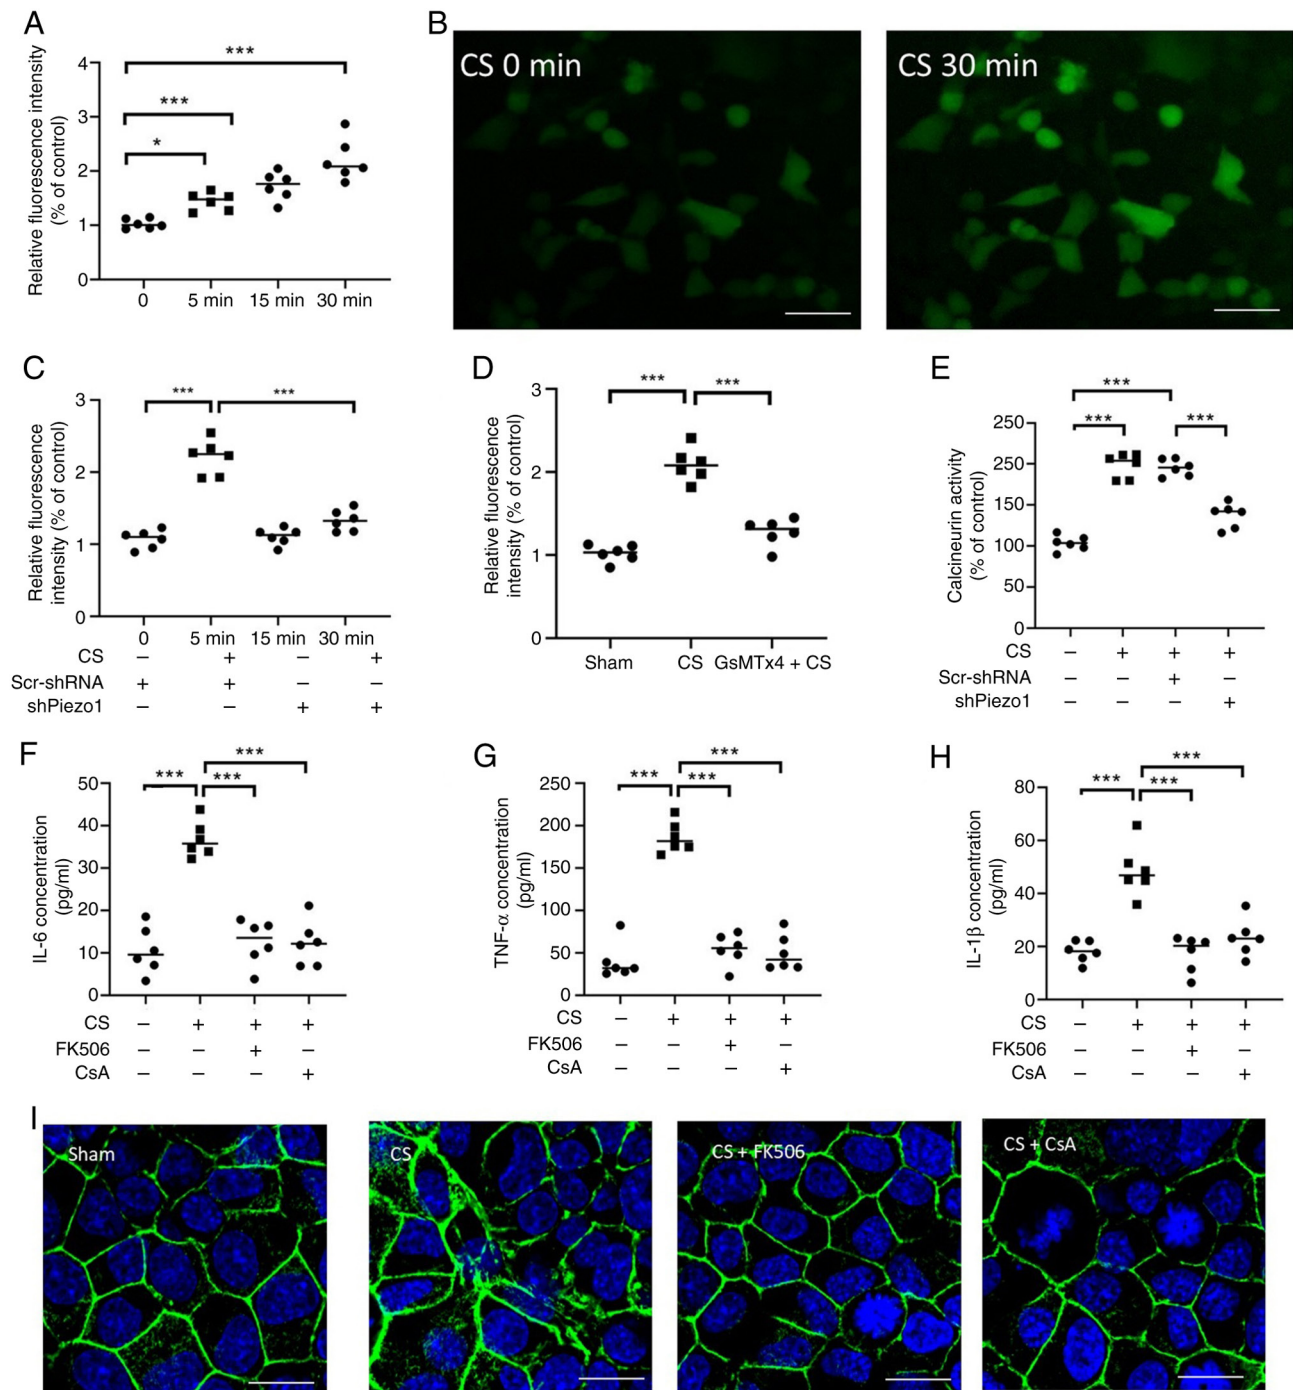 A
Relative fluorescence intensity
(% of control)
4
3
2
1
0
***
***
*
0 5 min 15 min 30 min
B
CS 0 min
CS 30 min
C
Relative fluorescence
intensity (% of control)
3
2
1
0
*** ***
0 5 min 15 min 30 min
CS – + – +
Scr-shRNA + + – –
shPiezo1 – – + +
D
Relative fluorescence
intensity (% of control)
3
2
1
0
*** ***
Sham CS GsMTx4 + CS
E
Calcineurin activity
(% of control)
250
250
150
100
50
0
***
*** ***
CS – + + +
Scr-shRNA – – + –
shPiezo1 – – – +
F
IL-6 concentration
(pg/ml)
50
40
30
20
10
0
***
*** ***
CS – + + +
FK506 – – + –
CsA – – – +
G
TNF-α concentration
(pg/ml)
250
200
150
100
50
0
***
*** ***
CS – + + +
FK506 – – + –
CsA – – – +
H
IL-1β concentration
(pg/ml)
80
60
40
20
0
***
*** ***
CS – + + +
FK506 – – + –
CsA – – – +
I
Sham
CS
CS + FK506
CS + CsA